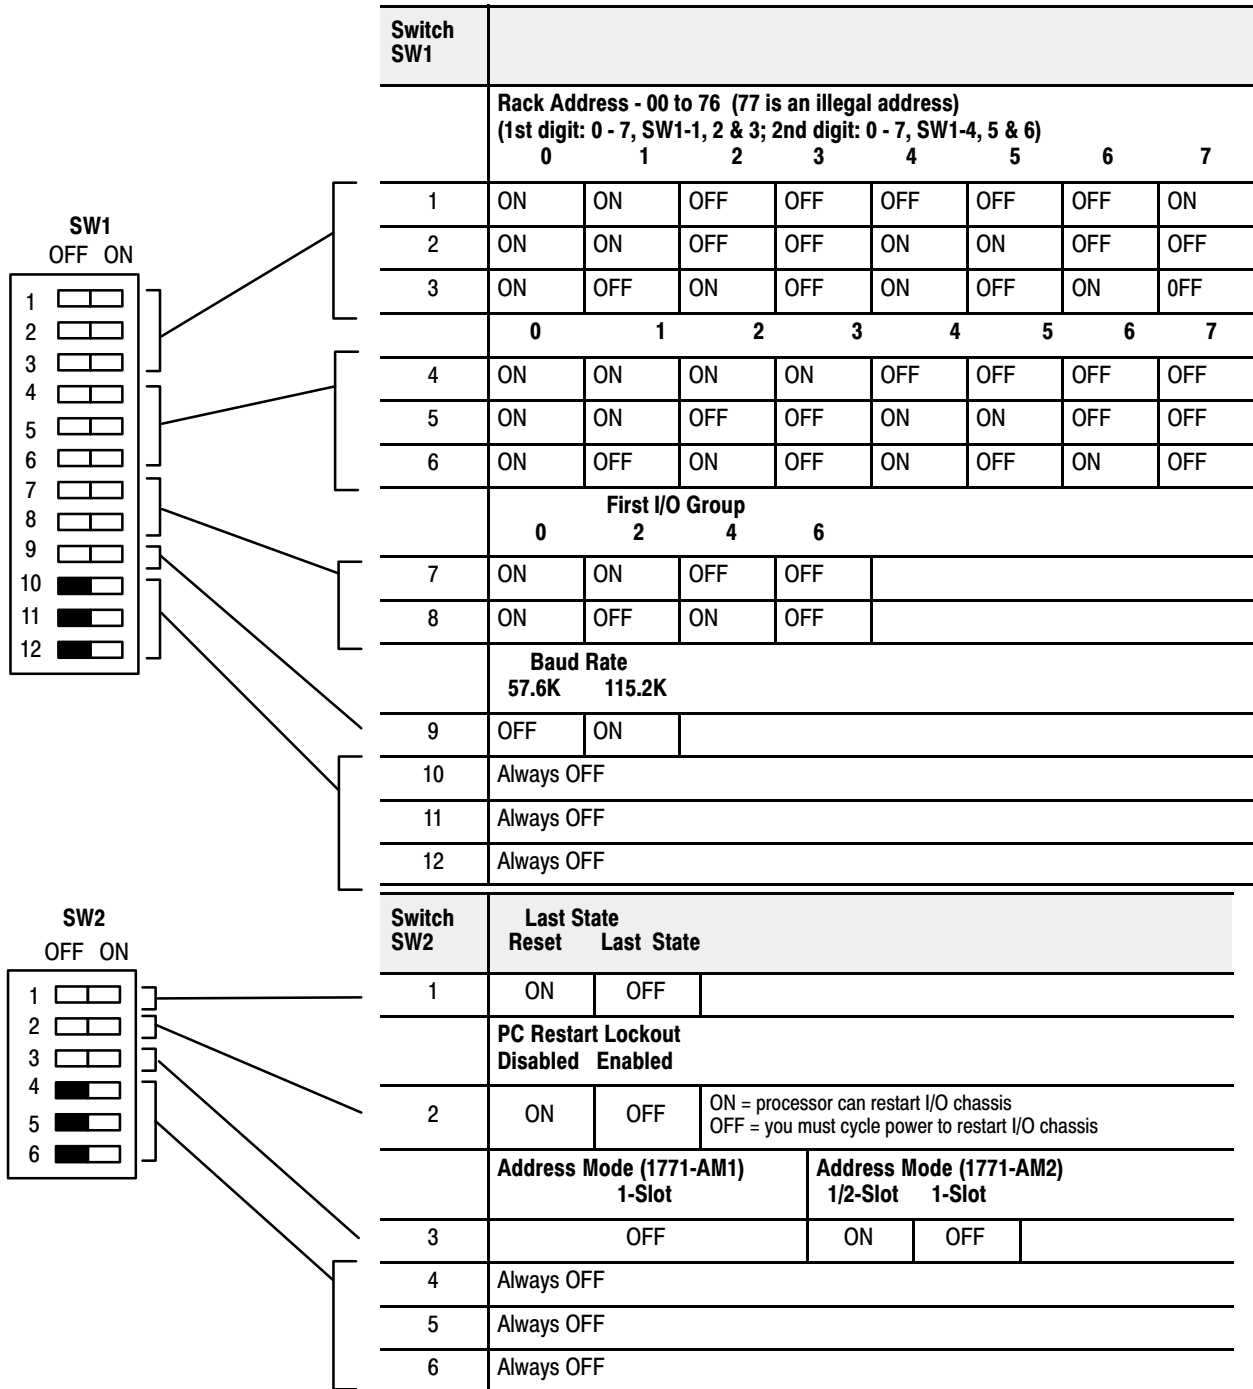 Switch
SW1
Rack Address - 00 to 76 (77 is an illegal address)
(1st digit: 0 - 7, SW1-1, 2 & 3; 2nd digit: 0 - 7, SW1-4, 5 & 6)
0 1 2 3 4 5 6 7
1 ON ON OFF OFF OFF OFF OFF ON
2 ON ON OFF OFF ON ON OFF OFF
3 ON OFF ON OFF ON OFF ON 0FF
0 1 2 3 4 5 6 7
4 ON ON ON ON OFF OFF OFF OFF
5 ON ON OFF OFF ON ON OFF OFF
6 ON OFF ON OFF ON OFF ON OFF
First I/O Group
0 2 4 6
7 ON ON OFF OFF
8 ON OFF ON OFF
Baud Rate
57.6K 115.2K
9 OFF ON
10 Always OFF
11 Always OFF
12 Always OFF
SW1
OFF ON
1
2
3
4
5
6
7
8
9
10
11
12
Switch
SW2
Last State
Reset Last State
1 ON OFF
PC Restart Lockout
Disabled Enabled
2 ON OFF
ON = processor can restart I/O chassis
OFF = you must cycle power to restart I/O chassis
Address Mode (1771-AM1)
1-Slot
Address Mode (1771-AM2)
1/2-Slot 1-Slot
3 OFF ON OFF
4 Always OFF
5 Always OFF
6 Always OFF
SW2
OFF ON
1
2
3
4
5
6